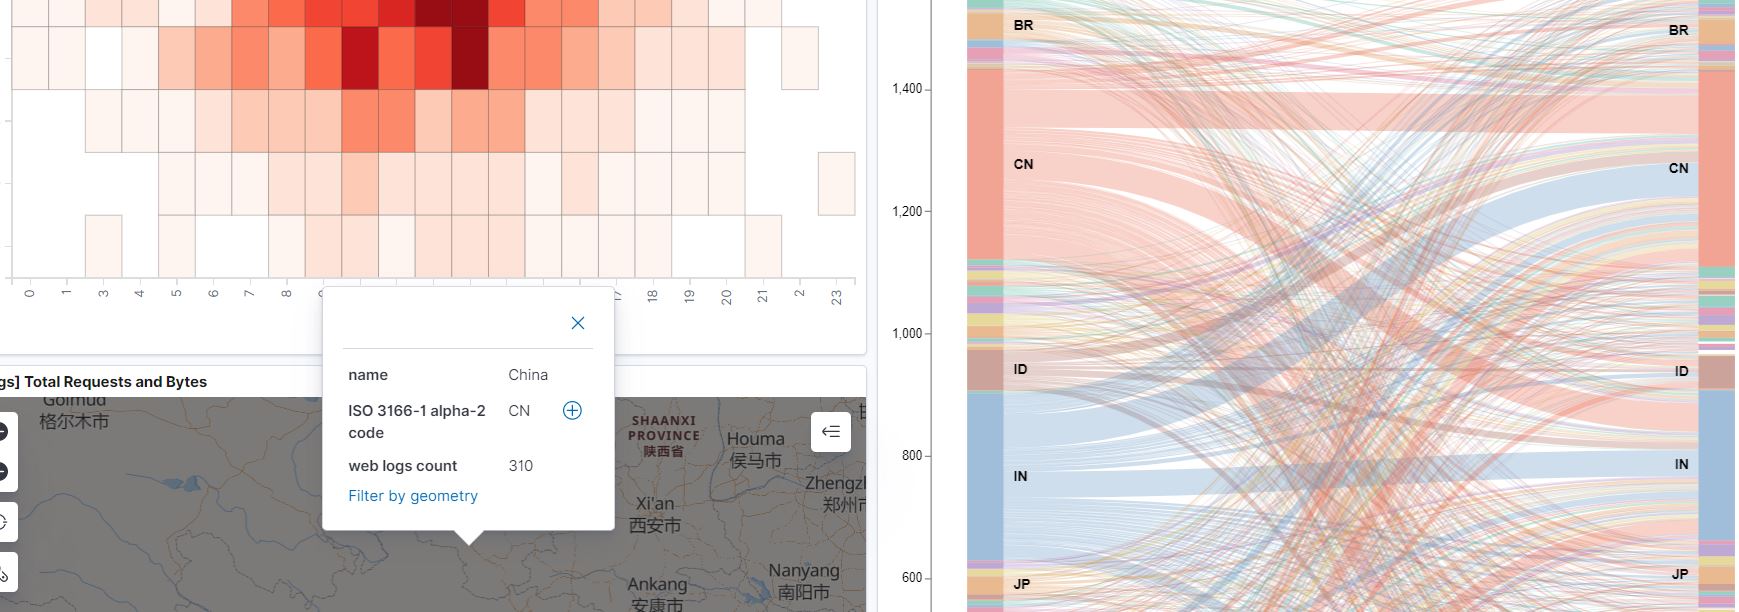 0
1
3
4
5
6
7
8
18
19
20
21
2
23
gs] Total Requests and Bytes
name China
ISO 3166-1 alpha-2 code CN
web logs count 310
Filter by geometry
Golmud
格尔木市
SHAANXI
PROVINCE
陕西省
Houma
侯马市
Zhengz
郑州市
Xi'an
西安市
Ankang
安康市
Nanyang
南阳市
1,400
1,200
1,000
800
600
BR
CN
ID
IN
JP
BR
CN
ID
IN
JP